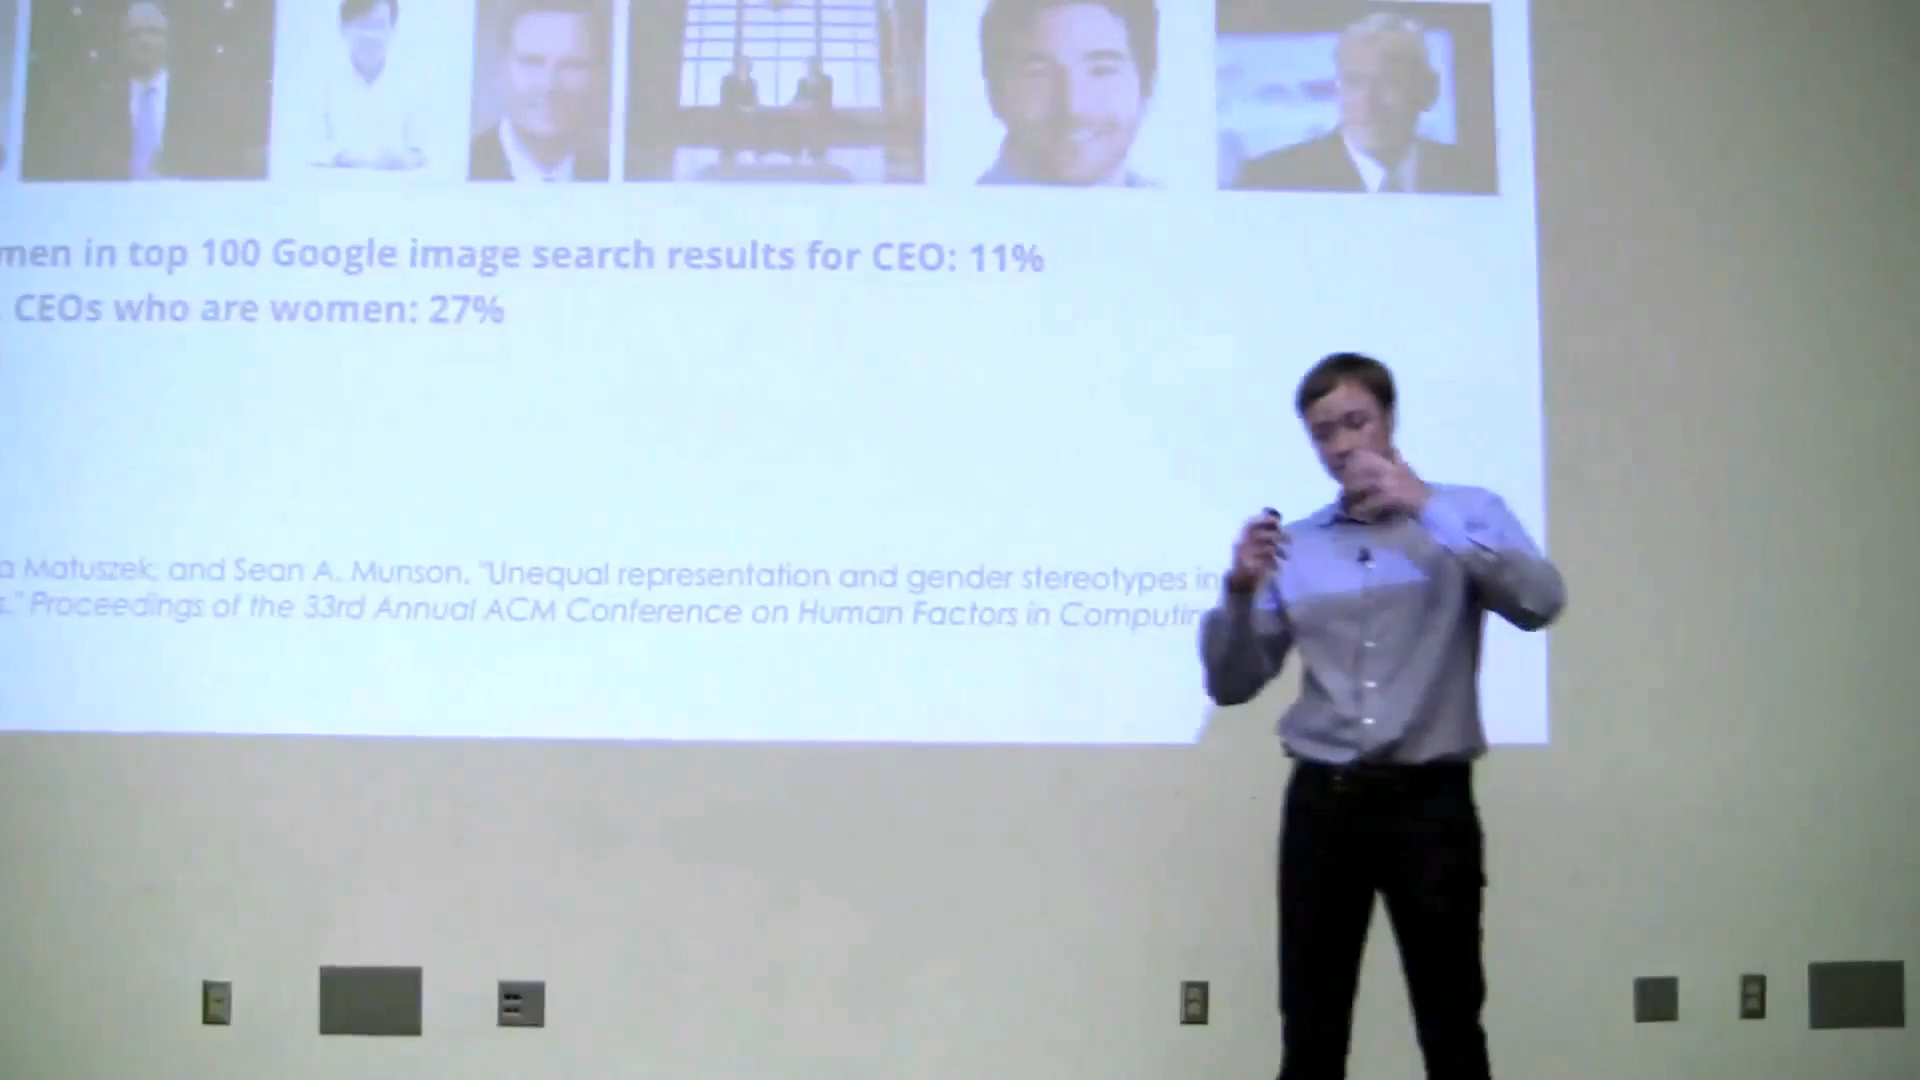 men in top 100 Google image search results for CEO: 11%
CEOs who are women: 27%
a Matuszek, and Sean A. Munson. "Unequal representation and gender stereotypes in
s." Proceedings of the 33rd Annual ACM Conference on Human Factors in Computin